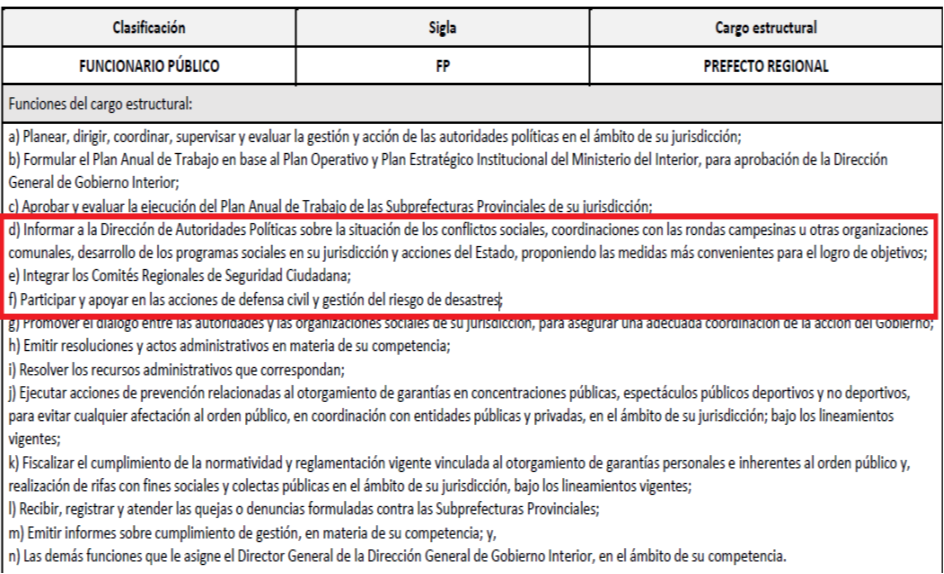 Clasificación Sigla Cargo estructural
FUNCIONARIO PÚBLICO FP PREFECTO REGIONAL
Funciones del cargo estructural:
a) Planear, dirigir, coordinar, supervisar y evaluar la gestión y acción de las autoridades políticas en el ámbito de su jurisdicción;
b) Formular el Plan Anual de Trabajo en base al Plan Operativo y Plan Estratégico Institucional del Ministerio del Interior, para aprobación de la Dirección
General de Gobierno Interior;
c) Aprobar y evaluar la ejecución del Plan Anual de Trabajo de las Subprefecturas Provinciales de su jurisdicción;
d) Informar a la Dirección de Autoridades Políticas sobre la situación de los conflictos sociales, coordinaciones con las rondas campesinas u otras organizaciones
comunales, desarrollo de los programas sociales en su jurisdicción y acciones del Estado, proponiendo las medidas más convenientes para el logro de objetivos;
e) Integrar los Comités Regionales de Seguridad Ciudadana;
f) Participar y apoyar en las acciones de defensa civil y gestión del riesgo de desastres;
g) Promover el dialogo entre las autoridades y las organizaciones sociales de su jurisdicción, para asegurar una adecuada coordinación de la acción del Gobierno;
h) Emitir resoluciones y actos administrativos en materia de su competencia;
i) Resolver los recursos administrativos que correspondan;
j) Ejecutar acciones de prevención relacionadas al otorgamiento de garantías en concentraciones públicas, espectáculos públicos deportivos y no deportivos,
para evitar cualquier afectación al orden público, en coordinación con entidades públicas y privadas, en el ámbito de su jurisdicción; bajo los lineamientos
vigentes;
k) Fiscalizar el cumplimiento de la normatividad y reglamentación vigente vinculada al otorgamiento de garantías personales e inherentes al orden público y,
realización de rifas con fines sociales y colectas públicas en el ámbito de su jurisdicción, bajo los lineamientos vigentes;
l) Recibir, registrar y atender las quejas o denuncias formuladas contra las Subprefecturas Provinciales;
m) Emitir informes sobre cumplimiento de gestión, en materia de su competencia; y,
n) Las demás funciones que le asigne el Director General de la Dirección General de Gobierno Interior, en el ámbito de su competencia.